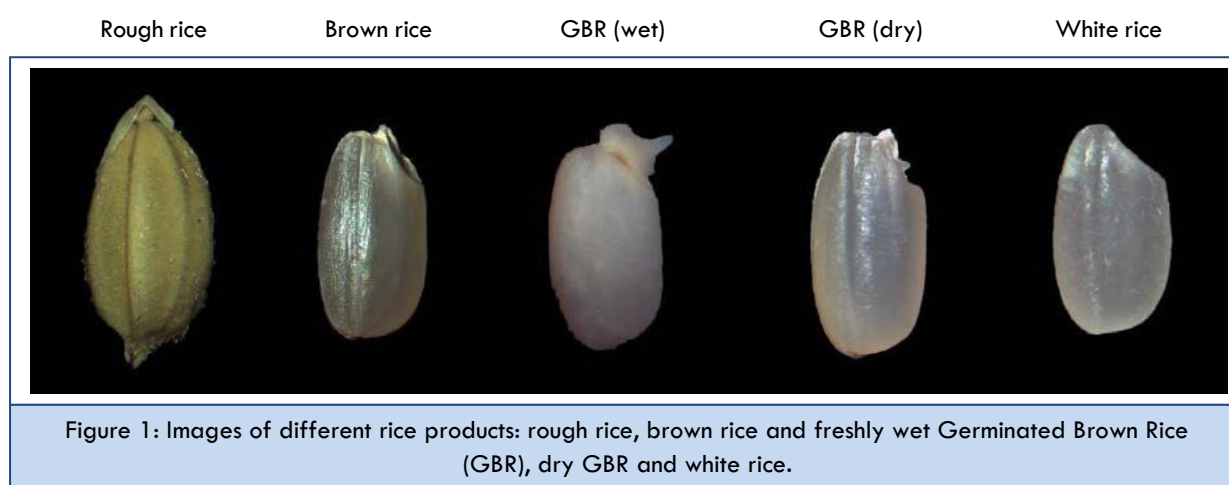 Rough rice Brown rice GBR (wet) GBR (dry) White rice
Figure 1: Images of different rice products: rough rice, brown rice and freshly wet Germinated Brown Rice
(GBR), dry GBR and white rice.